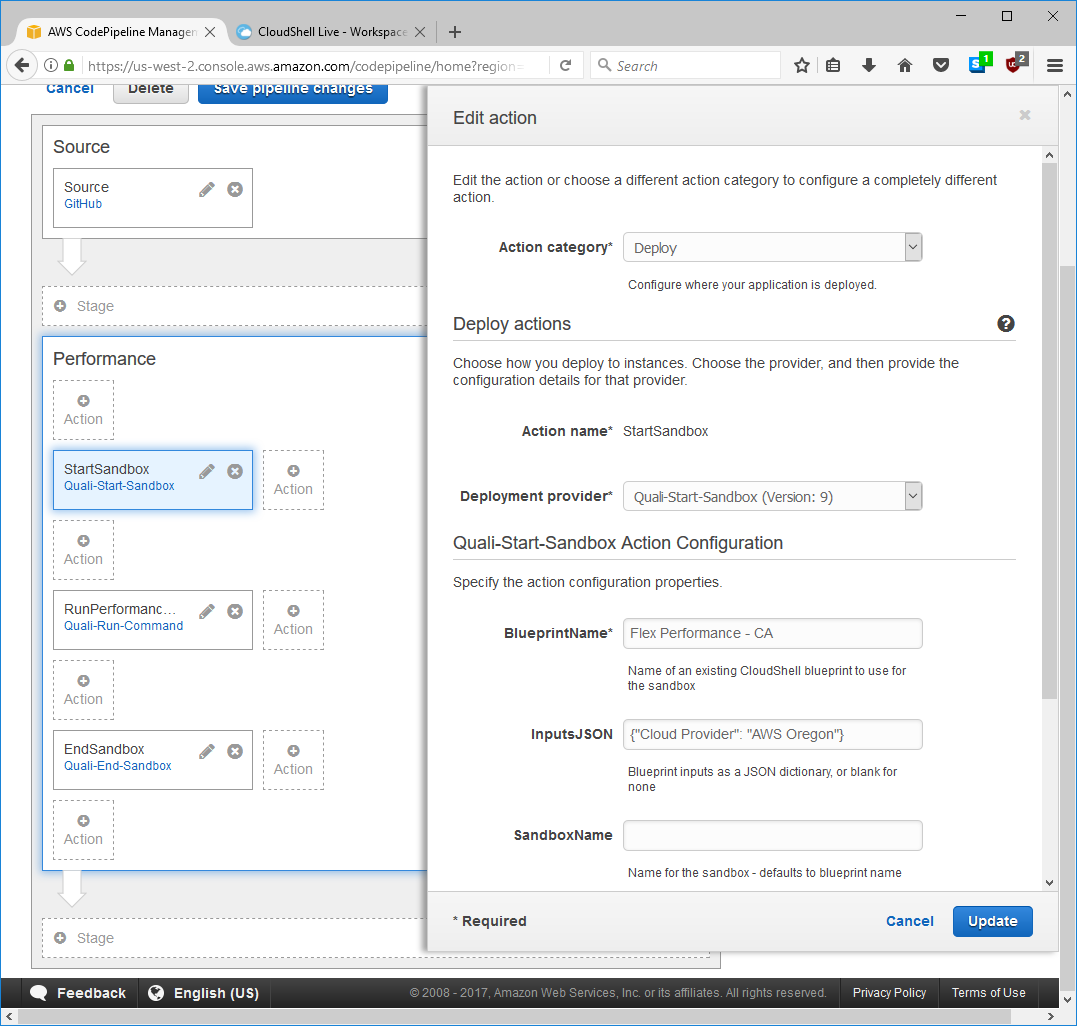 AWS CodePipeline Manager
CloudShell Live - Workspace
https://us-west-2.console.aws.amazon.com/codepipeline/home?region=
Search
1
2
Cancel
Delete
Save pipeline changes
Source
Source
GitHub
Stage
Performance
Action
StartSandbox
Quali-Start-Sandbox
Action
Action
RunPerformanc...
Quali-Run-Command
Action
Action
EndSandbox
Quali-End-Sandbox
Action
Action
Stage
Edit action
Edit the action or choose a different action category to configure a completely different
action.
Action category*
Deploy
Configure where your application is deployed.
Deploy actions
Choose how you deploy to instances. Choose the provider, and then provide the
configuration details for that provider.
Action name* StartSandbox
Deployment provider*
Quali-Start-Sandbox (Version: 9)
Quali-Start-Sandbox Action Configuration
Specify the action configuration properties.
BlueprintName*
Flex Performance - CA
Name of an existing CloudShell blueprint to use for
the sandbox
InputsJSON
{"Cloud Provider": "AWS Oregon"}
Blueprint inputs as a JSON dictionary, or blank for
none
SandboxName
Name for the sandbox - defaults to blueprint name
* Required
Cancel
Update
Feedback
English (US)
© 2008 - 2017, Amazon Web Services, Inc. or its affiliates. All rights reserved.
Privacy Policy
Terms of Use